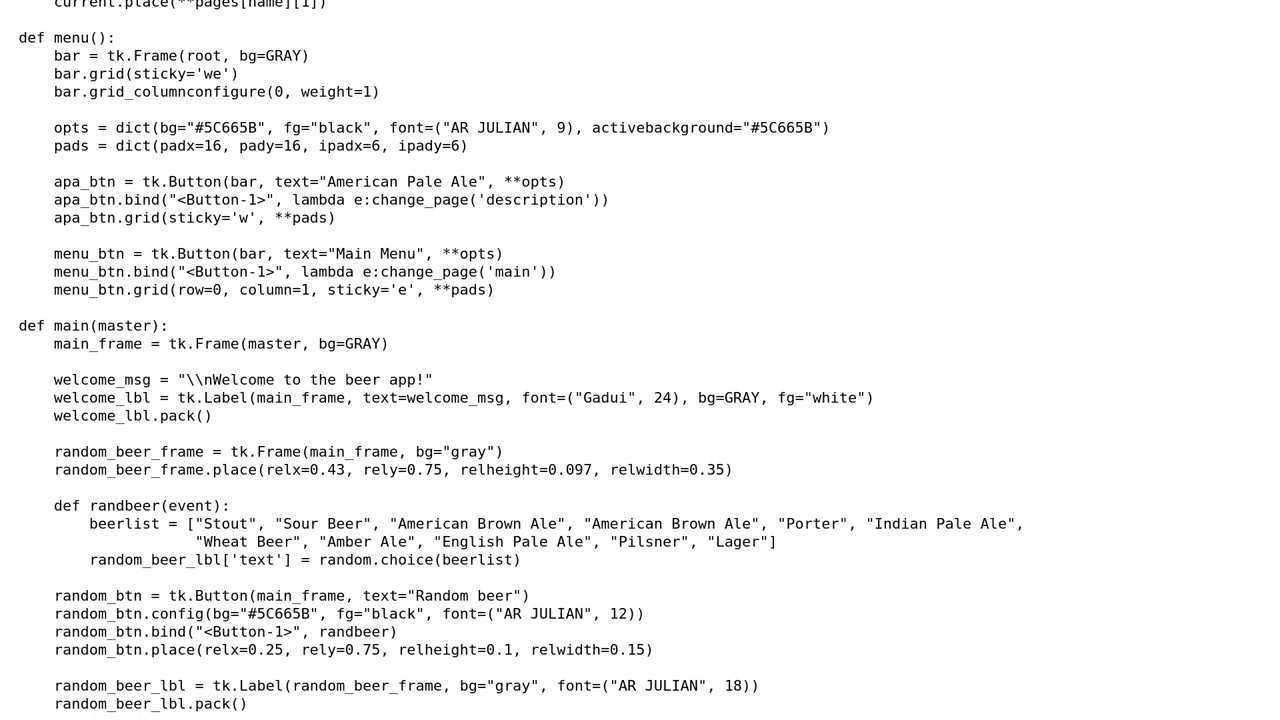 current.place(**pages[name][1])
def menu():
    bar = tk.Frame(root, bg=GRAY)
    bar.grid(sticky='we')
    bar.grid_columnconfigure(0, weight=1)
    opts = dict(bg="#5C665B", fg="black", font=("AR JULIAN", 9), activebackground="#5C665B")
    pads = dict(padx=16, pady=16, ipadx=6, ipady=6)
    apa_btn = tk.Button(bar, text="American Pale Ale", **opts)
    apa_btn.bind("<Button-1>", lambda e:change_page('description'))
    apa_btn.grid(sticky='w', **pads)
    menu_btn = tk.Button(bar, text="Main Menu", **opts)
    menu_btn.bind("<Button-1>", lambda e:change_page('main'))
    menu_btn.grid(row=0, column=1, sticky='e', **pads)
def main(master):
    main_frame = tk.Frame(master, bg=GRAY)
    welcome_msg = "\\nWelcome to the beer app!"
    welcome_lbl = tk.Label(main_frame, text=welcome_msg, font=("Gadui", 24), bg=GRAY, fg="white")
    welcome_lbl.pack()
    random_beer_frame = tk.Frame(main_frame, bg="gray")
    random_beer_frame.place(relx=0.43, rely=0.75, relheight=0.097, relwidth=0.35)
    def randbeer(event):
        beerlist = ["Stout", "Sour Beer", "American Brown Ale", "American Brown Ale", "Porter", "Indian Pale Ale",
                    "Wheat Beer", "Amber Ale", "English Pale Ale", "Pilsner", "Lager"]
        random_beer_lbl['text'] = random.choice(beerlist)
    random_btn = tk.Button(main_frame, text="Random beer")
    random_btn.config(bg="#5C665B", fg="black", font=("AR JULIAN", 12))
    random_btn.bind("<Button-1>", randbeer)
    random_btn.place(relx=0.25, rely=0.75, relheight=0.1, relwidth=0.15)
    random_beer_lbl = tk.Label(random_beer_frame, bg="gray", font=("AR JULIAN", 18))
    random_beer_lbl.pack()